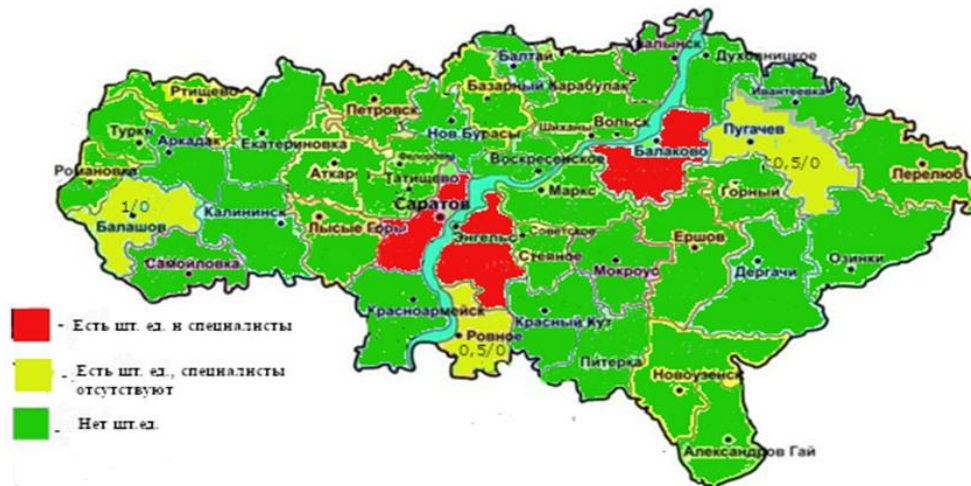 Хвалынск
Духовницкое
Балтай
Ртищево
Базарный Карабулак
Ивантеевка
Петровск
Турки
Нов.Бурасы
Шиханы
Вольск
Пугачев
Аркадак
Екатериновка
Балаково
0,5/0
Воскресенское
Перелюб
Романовка
Аткарск
Татищево
Маркс
Горный
1/0
Саратов
Калининск
Балашов
Лысые Горы
Энгельс
Советское
Ершов
Степное
Озинки
Самойловка
Мокроус
Дергачи
Красноармейск
Красный Кут
Ровное
0,5/0
Питерка
Новоузенск
Александров Гай
- Есть шт. ед. и специалисты
- Есть шт. ед., специалисты
отсутствуют
- Нет шт.ед.